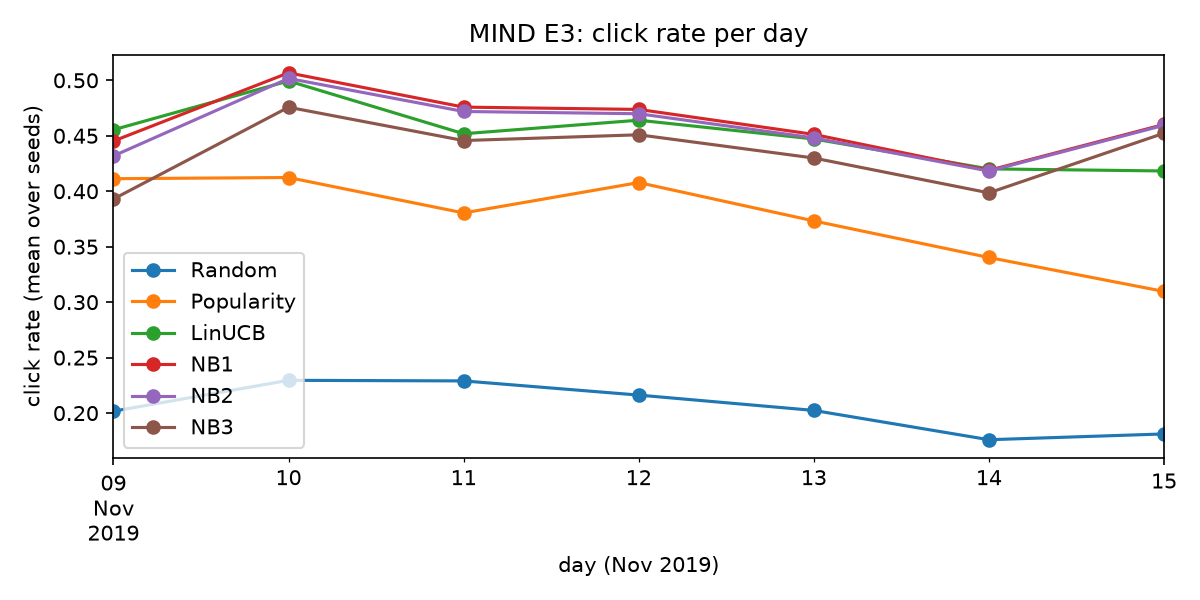 MIND E3: click rate per day
click rate (mean over seeds)
0.50
0.45
0.40
0.35
0.30
0.25
0.20
Random
Popularity
LinUCB
NB1
NB2
NB3
09
Nov
2019
10
11
12
13
14
15
day (Nov 2019)